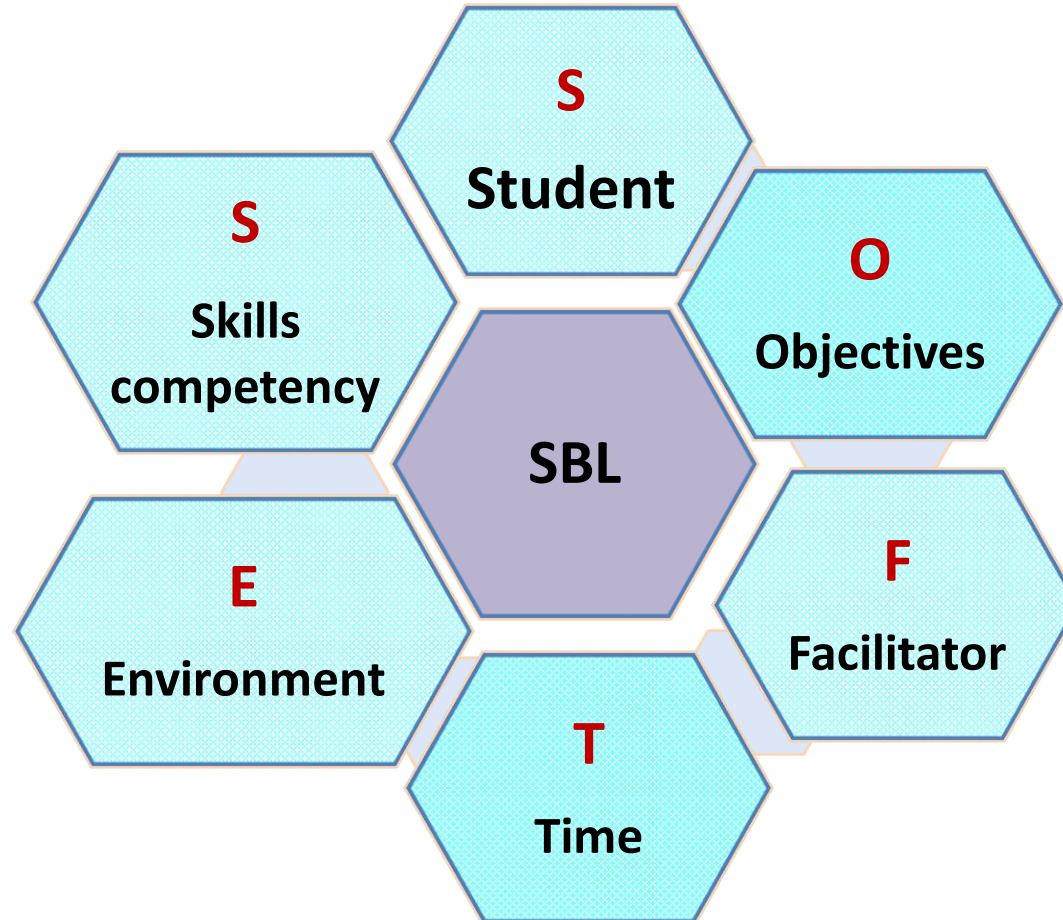 S
Student
O
Objectives
F
Facilitator
T
Time
E
Environment
S
Skills
competency
SBL